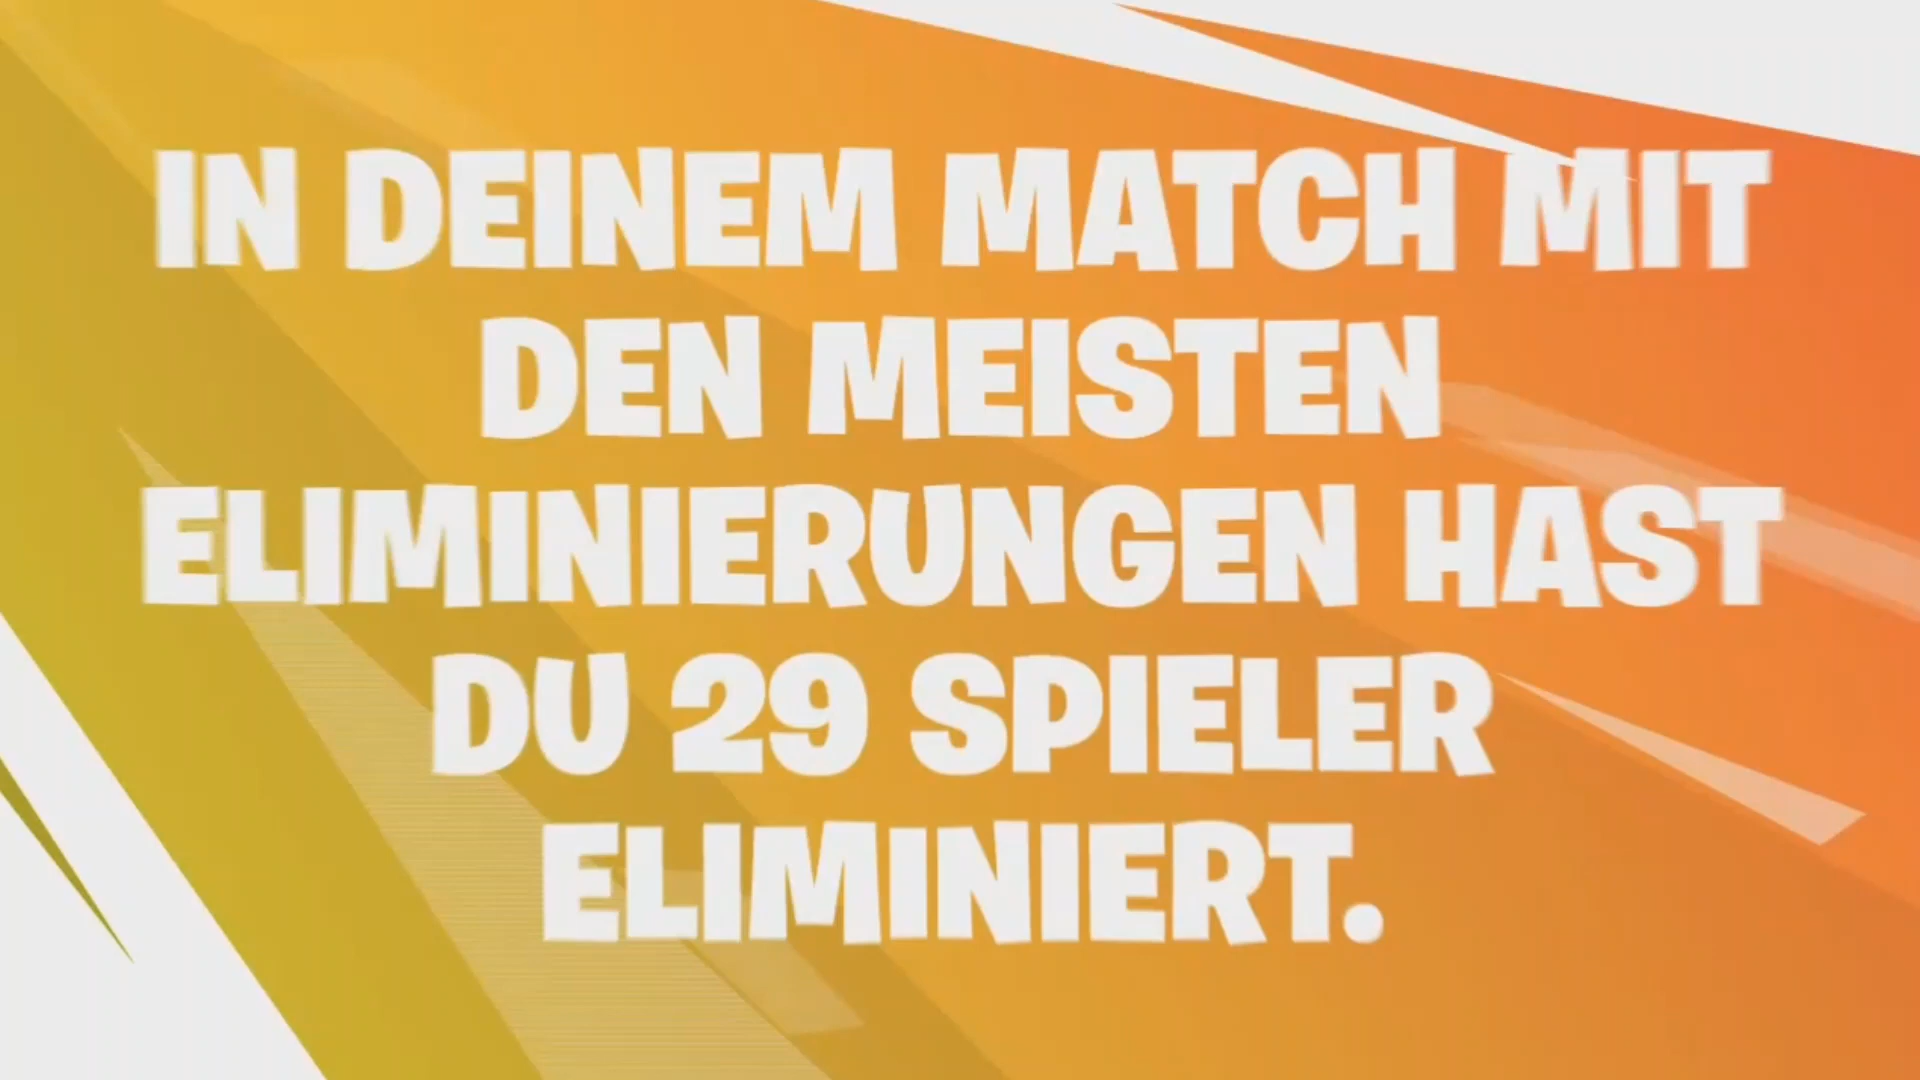 IN DEINEM MATCH MIT
DEN MEISTEN
ELIMINIERUNGEN HAST
DU 29 SPIELER
ELIMINIERT.